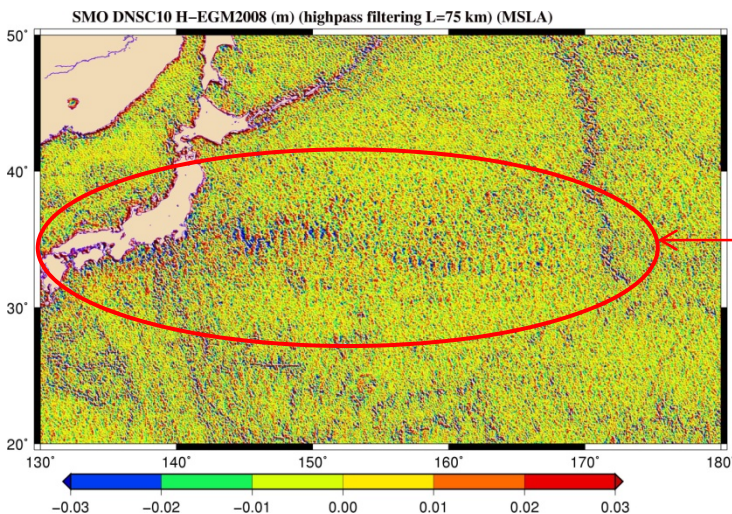 SMO DNSC10 H−EGM2008 (m) (highpass filtering L=75 km) (MSLA)
50˚
40˚
30˚
20˚
130˚ 140˚ 150˚ 160˚ 170˚ 180˚
−0.03 −0.02 −0.01 0.00 0.01 0.02 0.03